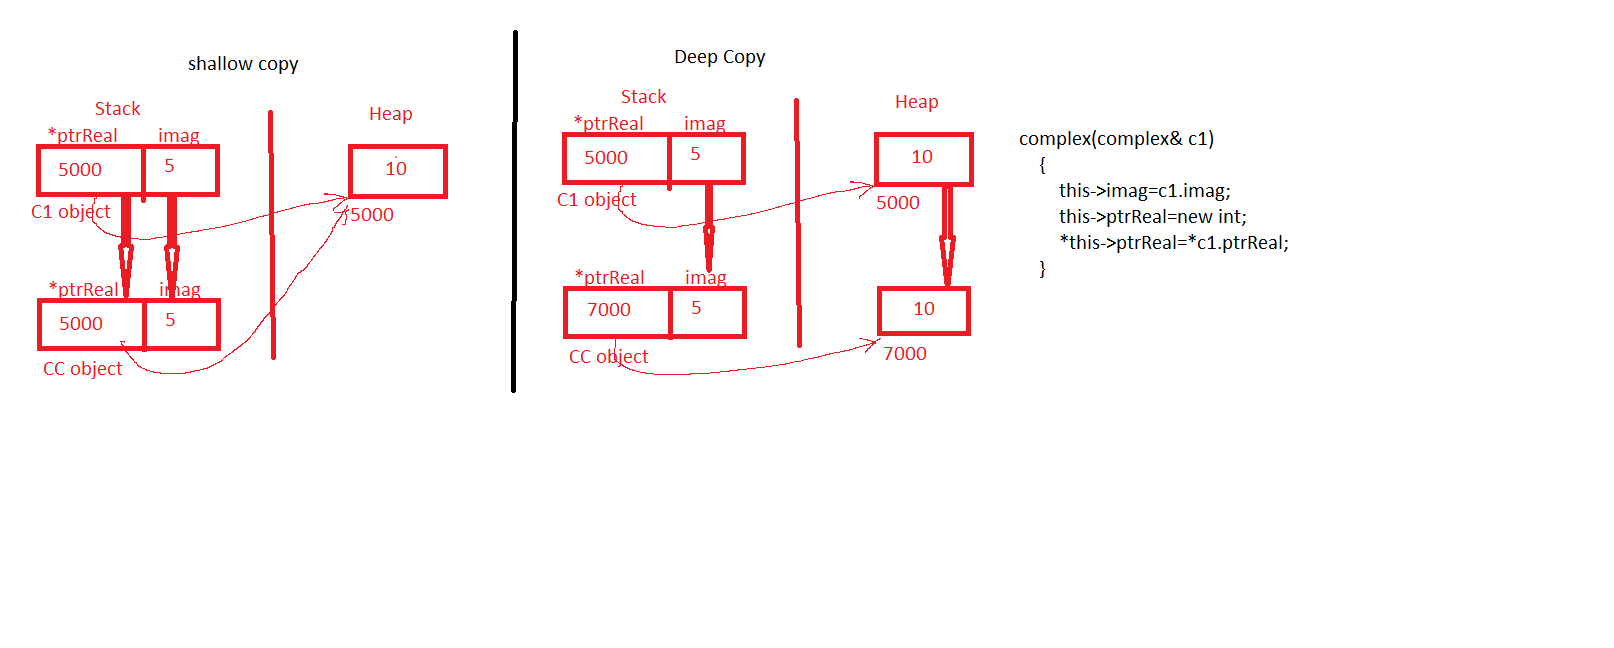 shallow copy
Stack
Heap
*ptrReal imag
5000 5
10
C1 object
5000
*ptrReal imag
5000 5
CC object
Deep Copy
Stack
Heap
*ptrReal imag
5000 5
10
C1 object
5000
*ptrReal imag
7000 5
10
CC object
7000
complex(complex& c1)
{
this->imag=c1.imag;
this->ptrReal=new int;
*this->ptrReal=*c1.ptrReal;
}